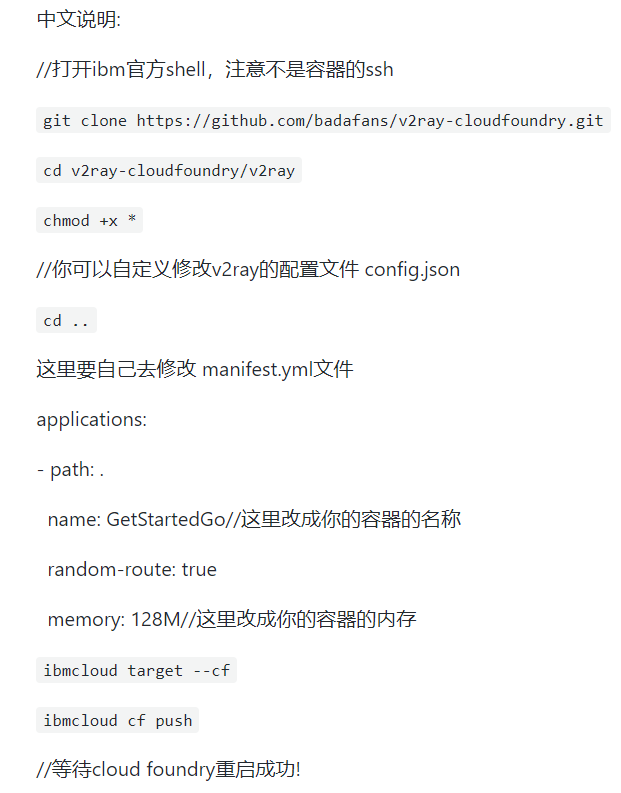 中文说明:
//打开ibm官方shell，注意不是容器的ssh
git clone https://github.com/badafans/v2ray-cloudfoundry.git
cd v2ray-cloudfoundry/v2ray
chmod +x *
//你可以自定义修改v2ray的配置文件 config.json
cd ..
这里要自己去修改 manifest.yml文件
applications:
- path: .
name: GetStartedGo//这里改成你的容器的名称
random-route: true
memory: 128M//这里改成你的容器的内存
ibmcloud target --cf
ibmcloud cf push
//等待cloud foundry重启成功!